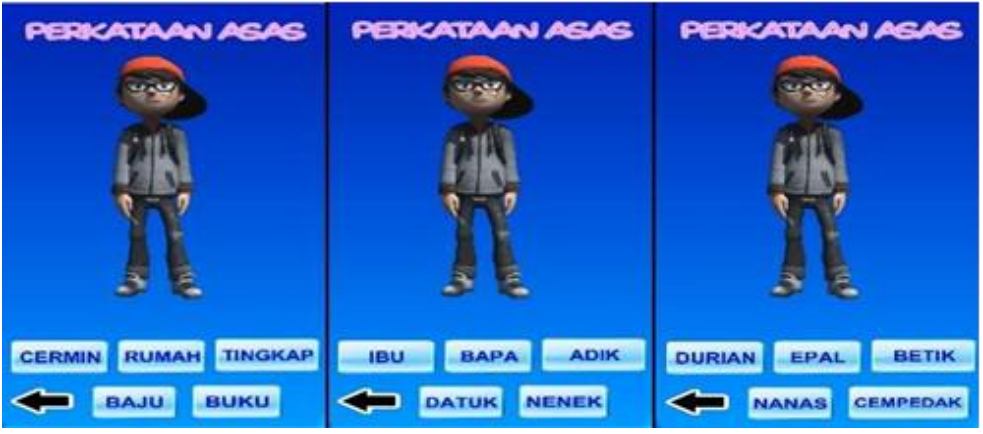 PERKATAAN ASAS
CERMIN RUMAH TINGKAP
BAJU BUKU
PERKATAAN ASAS
IBU BAPA ADIK
DATUK NENEK
PERKATAAN ASAS
DURIAN EPAL BETIK
NANAS CEMPEDAK